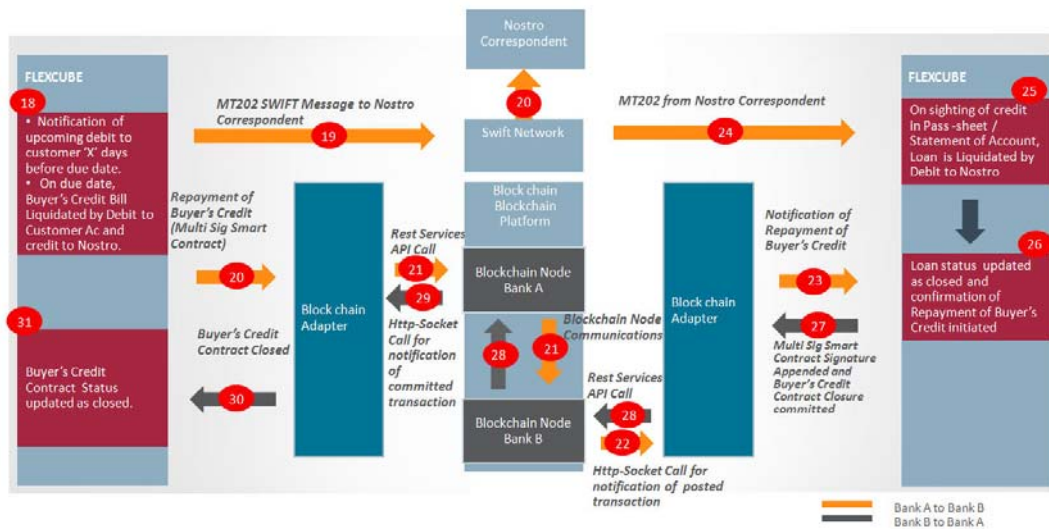 Nostro
Correspondent
FLEXCUBE
18
• Notification of
upcoming debit to
customer ‘X’ days
before due date.
• On due date,
Buyer’s Credit Bill
Liquidated by Debit to
Customer Ac and
credit to Nostro.
31
Buyer’s Credit
Contract Status
updated as closed.
MT202 SWIFT Message to Nostro
Correspondent
19
20
Swift Network
MT202 from Nostro Correspondent
24
Repayment of
Buyer’s Credit
(Multi Sig Smart
Contract)
20
Buyer’s Credit
Contract Closed
30
Block chain
Adapter
Rest Services
API Call
21
29
Http-Socket
Call for
notification
of
committed
transaction
Block chain
Blockchain
Platform
Blockchain Node
Bank A
28
21
Blockchain Node
Communications
Blockchain Node
Bank B
Rest Services
API Call
28
22
Http-Socket Call for
notification of posted
transaction
Block chain
Adapter
Notification of
Repayment of
Buyer’s Credit
23
27
Multi Sig Smart
Contract Signature
Appended and Buyer’s
Credit
Contract Closure
committed
FLEXCUBE
25
On sighting of credit
in Pass -sheet /
Statement of Account,
Loan is Liquidated by
Debit to Nostro
26
Loan status updated
as closed and
confirmation of
Repayment of Buyer’s
Credit initiated
Bank A to Bank B
Bank B to Bank A